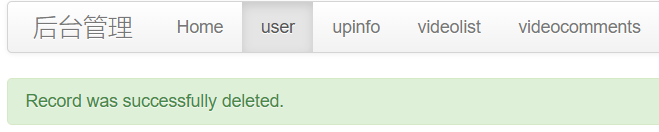 后台管理 Home user upinfo videolist videocomments
Record was successfully deleted.